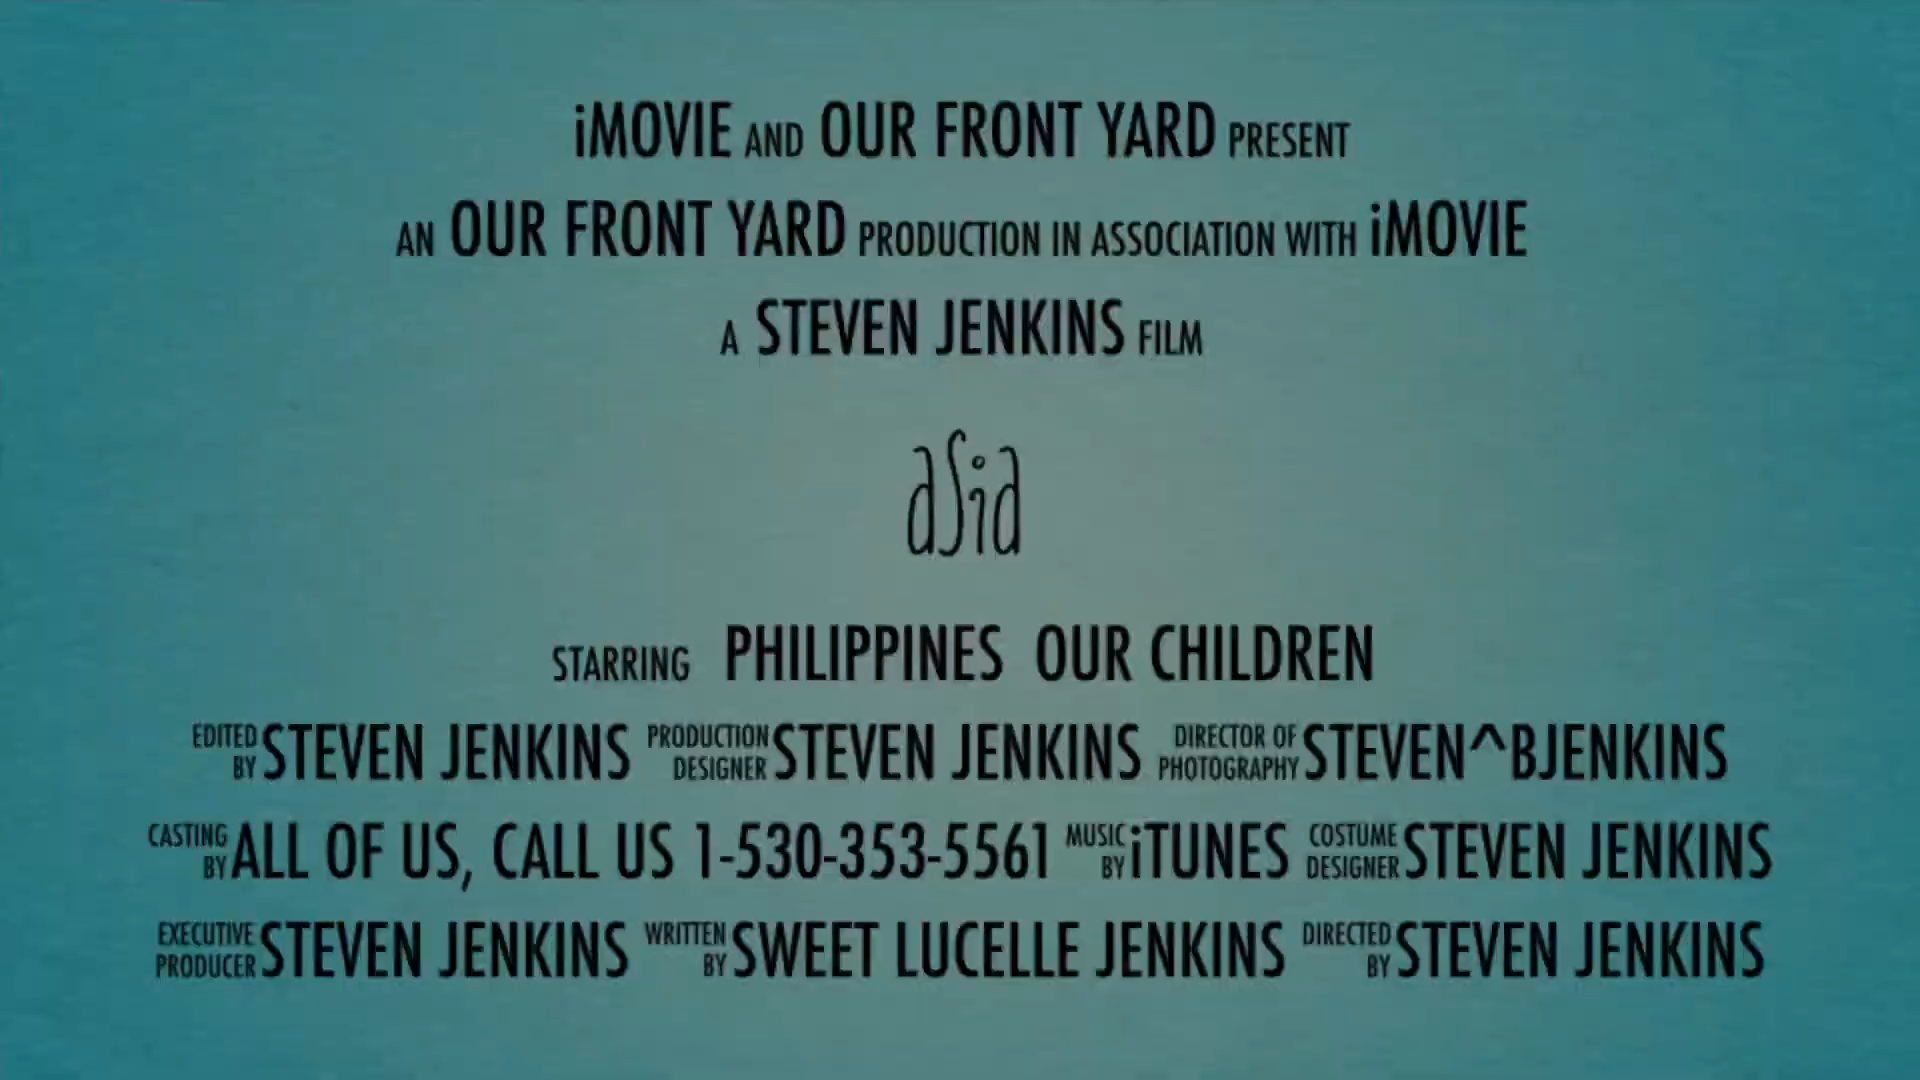 iMOVIE AND OUR FRONT YARD PRESENT
AN OUR FRONT YARD PRODUCTION IN ASSOCIATION WITH iMOVIE
A STEVEN JENKINS FILM
asia
STARRING PHILIPPINES OUR CHILDREN
EDITED BY STEVEN JENKINS PRODUCTION DESIGNER STEVEN JENKINS DIRECTOR OF PHOTOGRAPHY STEVEN^BJENKINS
CASTING BY ALL OF US, CALL US 1-530-353-5561 MUSIC BY iTUNES COSTUME DESIGNER STEVEN JENKINS
EXECUTIVE PRODUCER STEVEN JENKINS WRITTEN BY SWEET LUCELLE JENKINS DIRECTED BY STEVEN JENKINS